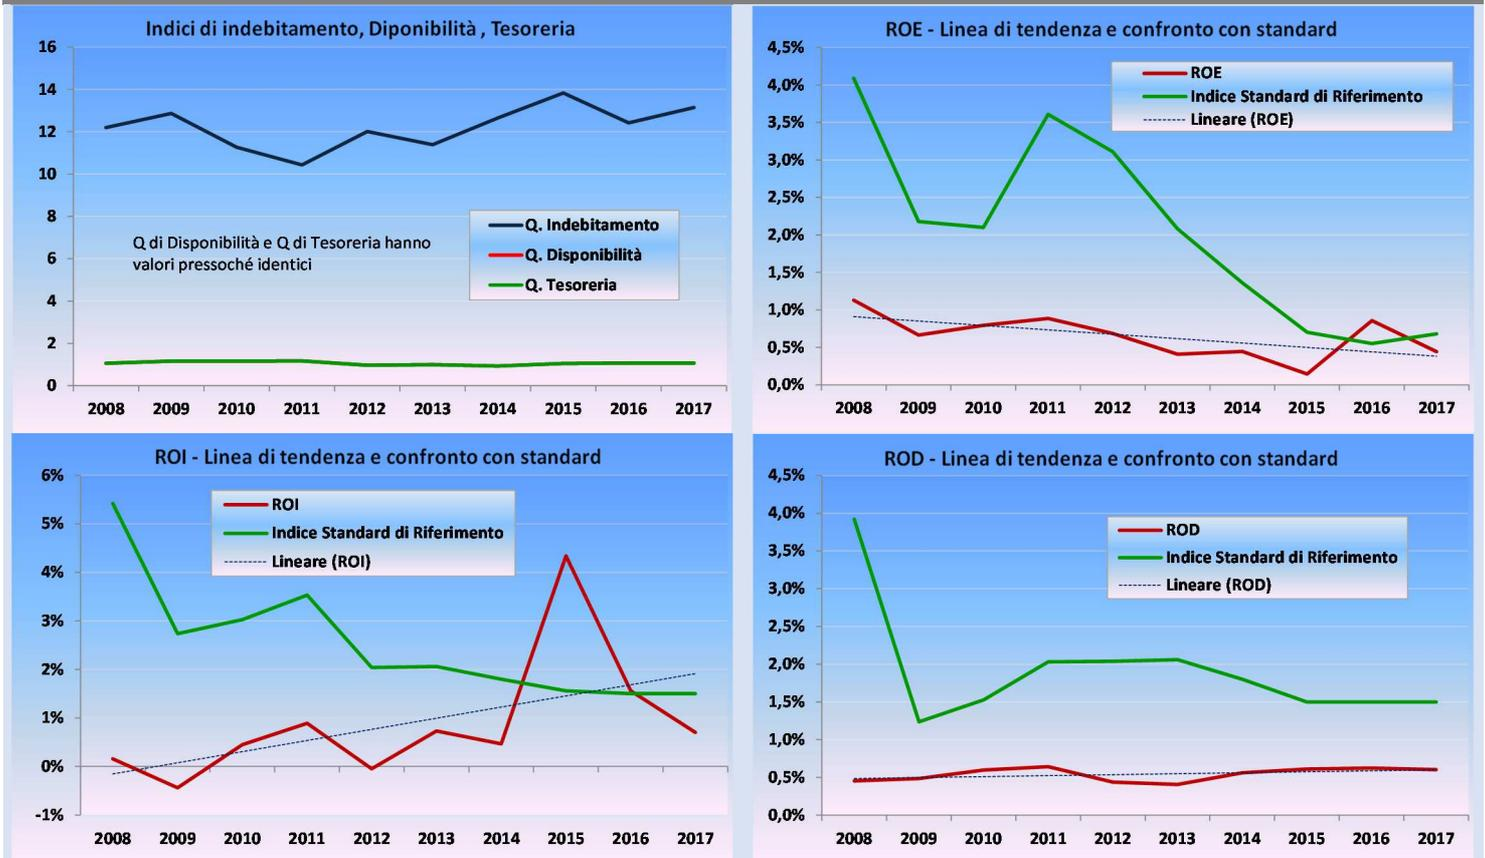 Indici di indebitamento, Diponibilità , Tesoreria
16
14
12
10
8
6
4
2
0
Q di Disponibilità e Q di Tesoreria hanno
valori pressoché identici
Q. Indebitamento
Q. Disponibilità
Q. Tesoreria
2008 2009 2010 2011 2012 2013 2014 2015 2016 2017
ROE - Linea di tendenza e confronto con standard
4,5%
4,0%
3,5%
3,0%
2,5%
2,0%
1,5%
1,0%
0,5%
0,0%
ROE
Indice Standard di Riferimento
Lineare (ROE)
2008 2009 2010 2011 2012 2013 2014 2015 2016 2017
ROI - Linea di tendenza e confronto con standard
6%
5%
4%
3%
2%
1%
0%
-1%
ROI
Indice Standard di Riferimento
Lineare (ROI)
2008 2009 2010 2011 2012 2013 2014 2015 2016 2017
ROD - Linea di tendenza e confronto con standard
4,5%
4,0%
3,5%
3,0%
2,5%
2,0%
1,5%
1,0%
0,5%
0,0%
ROD
Indice Standard di Riferimento
Lineare (ROD)
2008 2009 2010 2011 2012 2013 2014 2015 2016 2017